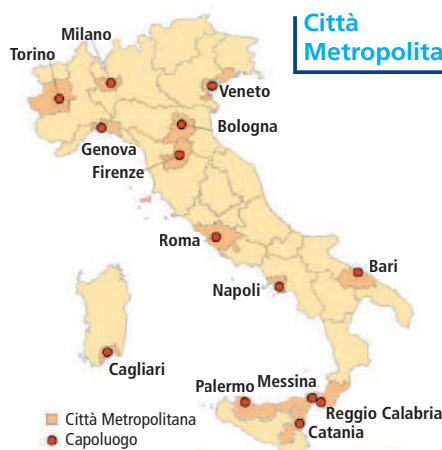 Città
Metropolita
Milano
Torino
Veneto
Bologna
Genova
Firenze
Roma
Bari
Napoli
Cagliari
Palermo
Messina
Reggio Calabria
Catania
Città Metropolitana
Capoluogo